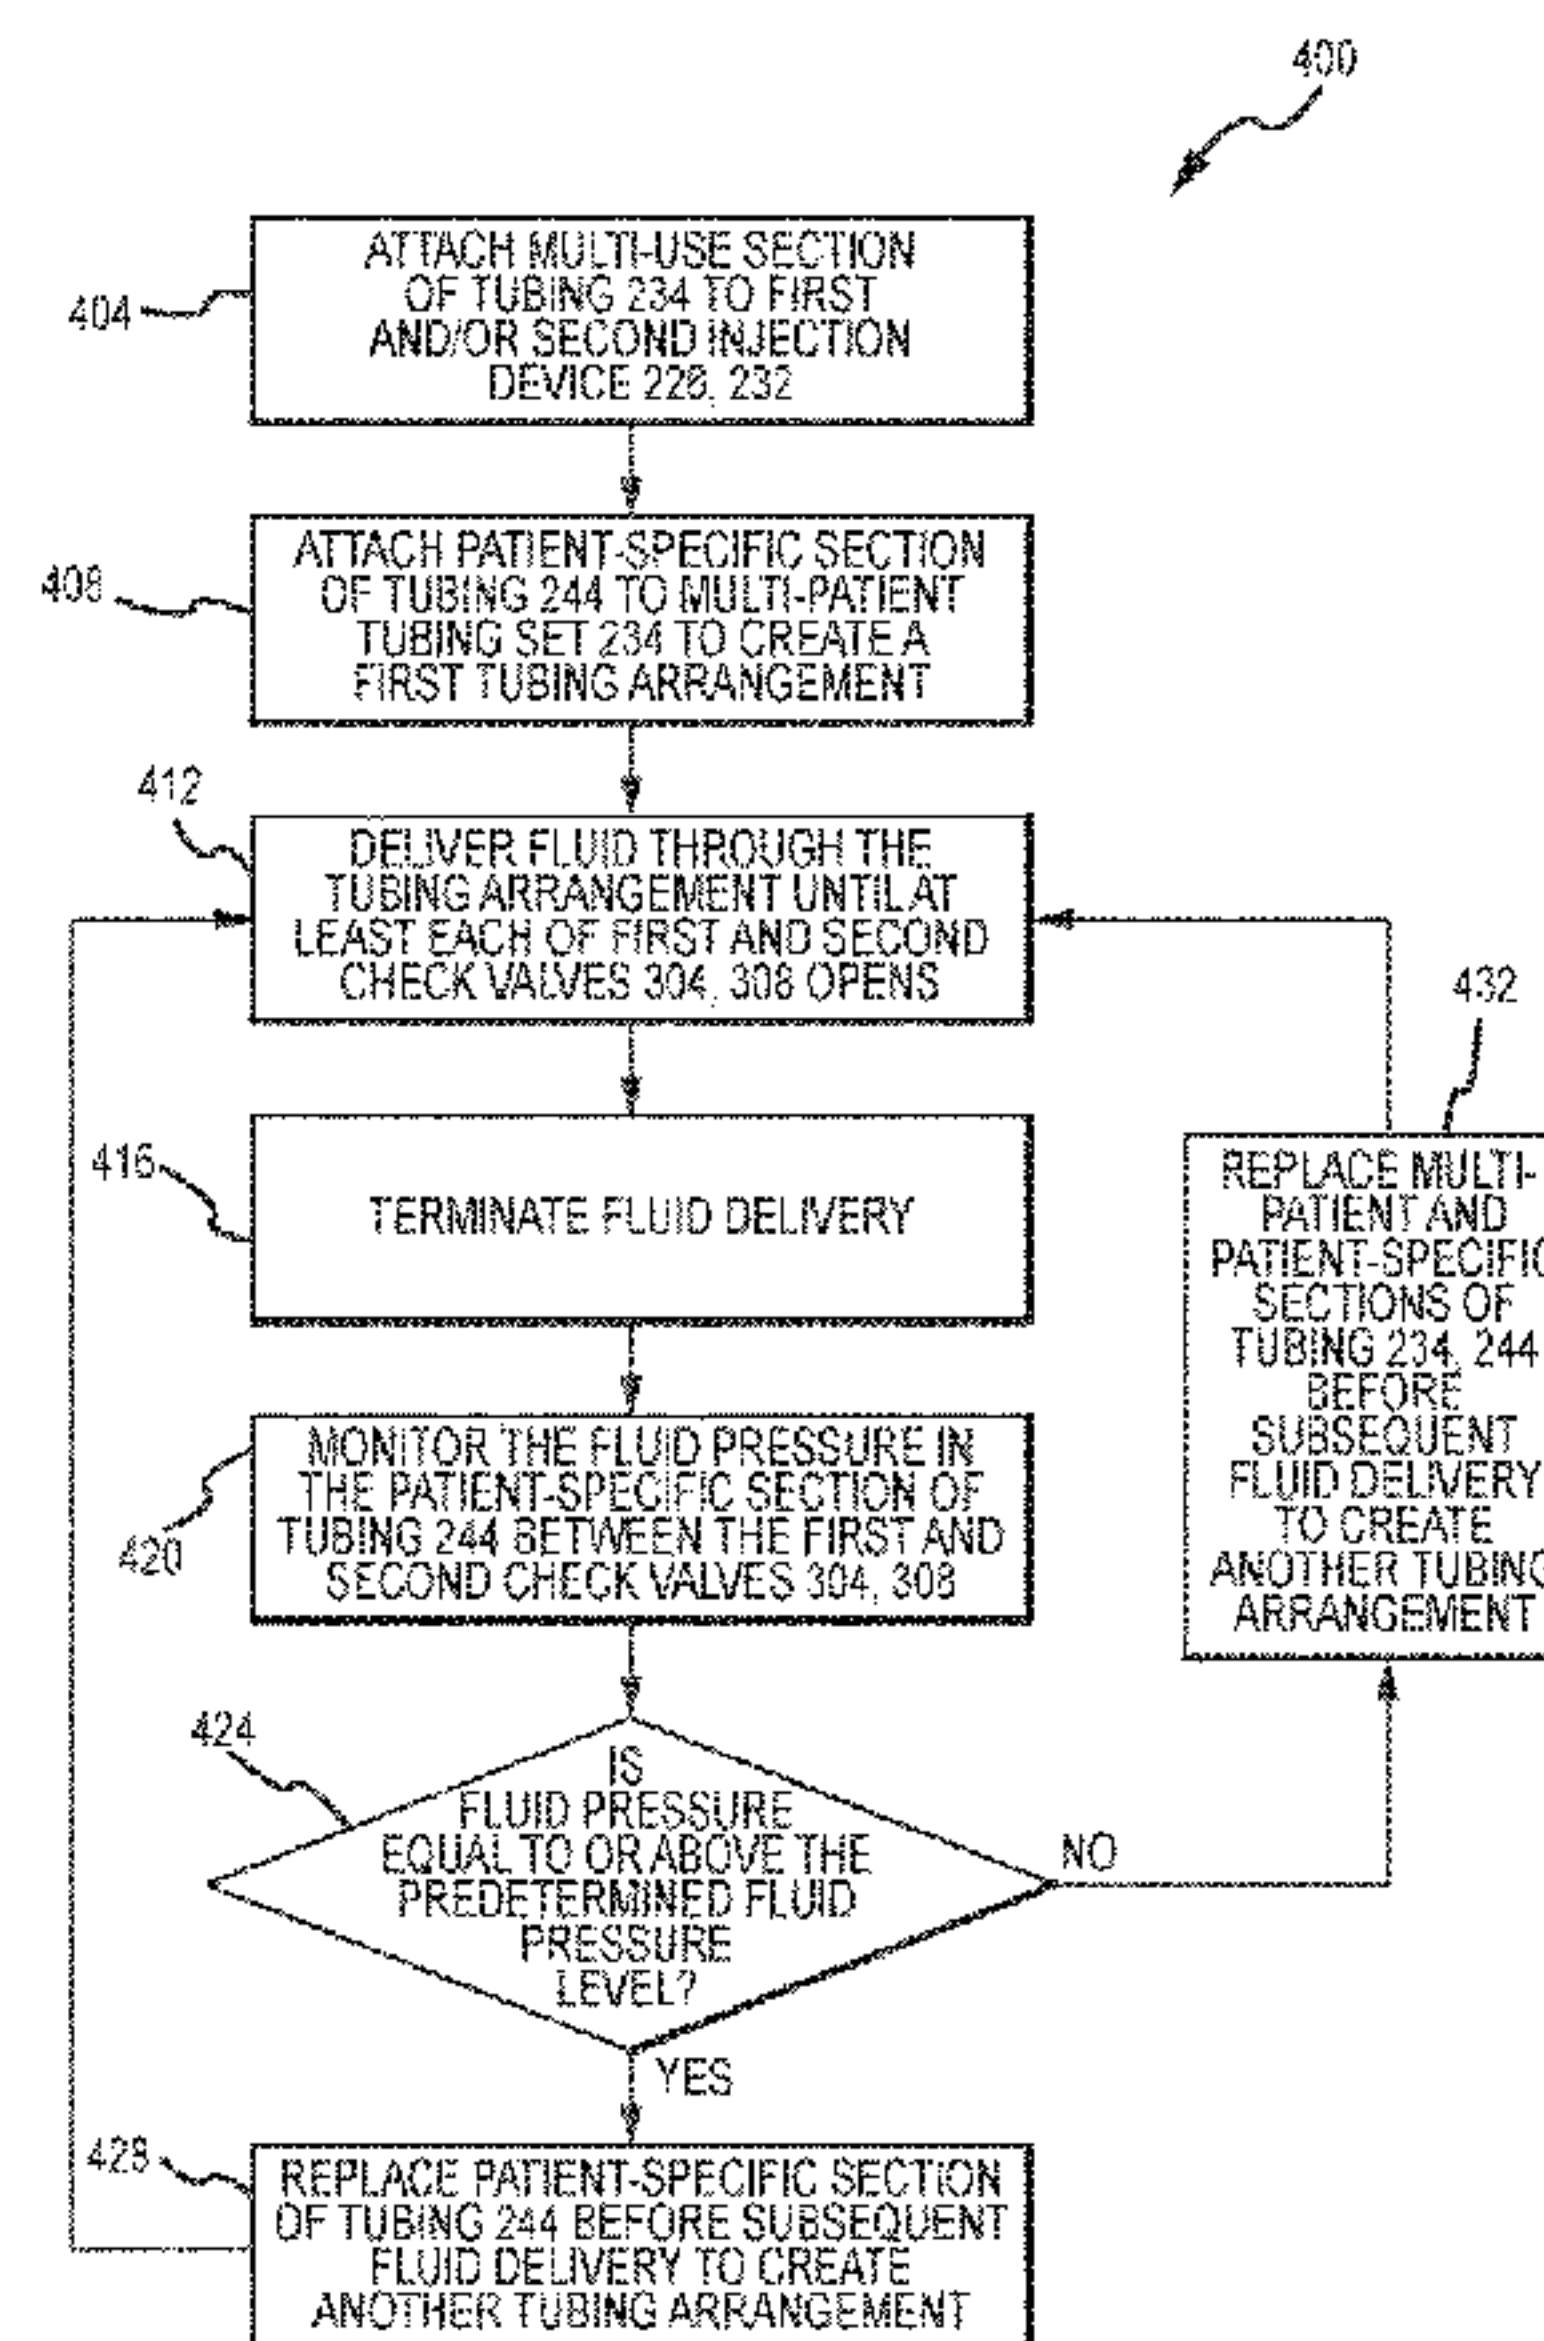 400
404
ATTACH MULTI-USE SECTION
OF TUBING 234 TO FIRST
AND/OR SECOND INJECTION
DEVICE 228, 232
408
ATTACH PATIENT-SPECIFIC SECTION
OF TUBING 244 TO MULTI-PATIENT
TUBING SET 234 TO CREATE A
FIRST TUBING ARRANGEMENT
412
DELIVER FLUID THROUGH THE
TUBING ARRANGEMENT UNTIL AT
LEAST EACH OF FIRST AND SECOND
CHECK VALVES 304, 308 OPENS
416
TERMINATE FLUID DELIVERY
420
MONITOR THE FLUID PRESSURE IN
THE PATIENT-SPECIFIC SECTION OF
TUBING 244 BETWEEN THE FIRST AND
SECOND CHECK VALVES 304, 308
424
IS
FLUID PRESSURE
EQUAL TO OR ABOVE THE
PREDETERMINED FLUID
PRESSURE
LEVEL?
NO
YES
432
REPLACE MULTI-
PATIENT AND
PATIENT-SPECIFIC
SECTIONS OF
TUBING 234, 244
BEFORE
SUBSEQUENT
FLUID DELIVERY
TO CREATE
ANOTHER TUBING
ARRANGEMENT
428
REPLACE PATIENT-SPECIFIC SECTION
OF TUBING 244 BEFORE SUBSEQUENT
FLUID DELIVERY TO CREATE
ANOTHER TUBING ARRANGEMENT